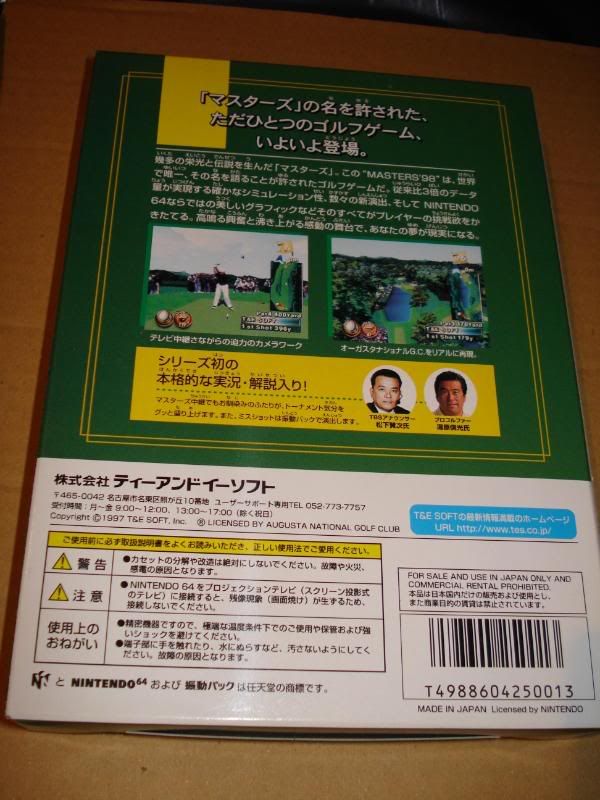 「マスターズ」の名を許された、
ただひとつのゴルフゲーム、
いよいよ登場。
幾多の栄光と伝説を生んだ「マスターズ」。この"MASTERS'98"は、世界
で唯一、その名を語ることが許されたゴルフゲームだ。従来比3倍のデータ
量が実現する確かなシミュレーション性、数々の新演出、そしてNINTENDO
64ならではの美しいグラフィックなどそのすべてがプレイヤーの挑戦欲をか
きたてる。高鳴る興奮と沸き上がる感動の舞台で、あなたの夢が現実になる。
Par4 400Yard
1st Shot 396y
1st Shot 179y
テレビ中継さながらの迫力のカメラワーク
オーガスタナショナルG.C.をリアルに再現。
シリーズ初の
本格的な実況・解説入り!
マスターズ中継でもお馴染みのふたりが、トーナメント気分を
グッと盛り上げます。また、ミスショットは振動パックで演出します。
TBSアナウンサー
松下賢次氏
プロゴルファー
湯原信光氏
株式会社 ティーアンドイーソフト
〒465-0042 名古屋市名東区照が丘10番地 ユーザーサポート専用TEL 052-773-7757
受付時間:月~金 9:00~12:00、13:00~17:00(除く祝日)
Copyright ©1997 T&E SOFT, Inc. ® LICENSED BY AUGUSTA NATIONAL GOLF CLUB
T&E SOFTの最新情報満載のホームページ
URL http://www.tes.co.jp/
ご使用前に必ず取扱説明書をよくお読みいただき、正しい使用法でご愛用ください。
警告
●カセットの分解や改造は絶対にしないでください。故障や火災、
感電の原因となります。
注意
●NINTENDO 64をプロジェクションテレビ(スクリーン投影式
のテレビ)に接続すると、残像現象(画面焼け)が生ずるため、
接続しないでください。
使用上の
おねがい
●精密機器ですので、極端な温度条件下でのご使用や保管および強
いショックを避けてください。
●端子部に手を触れたり、水にぬらすなど、汚さないようにしてく
ださい。故障の原因となります。
FOR SALE AND USE IN JAPAN ONLY AND
COMMERCIAL RENTAL PROHIBITED.
本品は日本国内だけの販売および使用とし、
また商業目的の賃貸は禁止されています。
T4988604250013
MADE IN JAPAN Licensed by NINTENDO
と NINTENDO64 および 振動パック は任天堂の商標です。